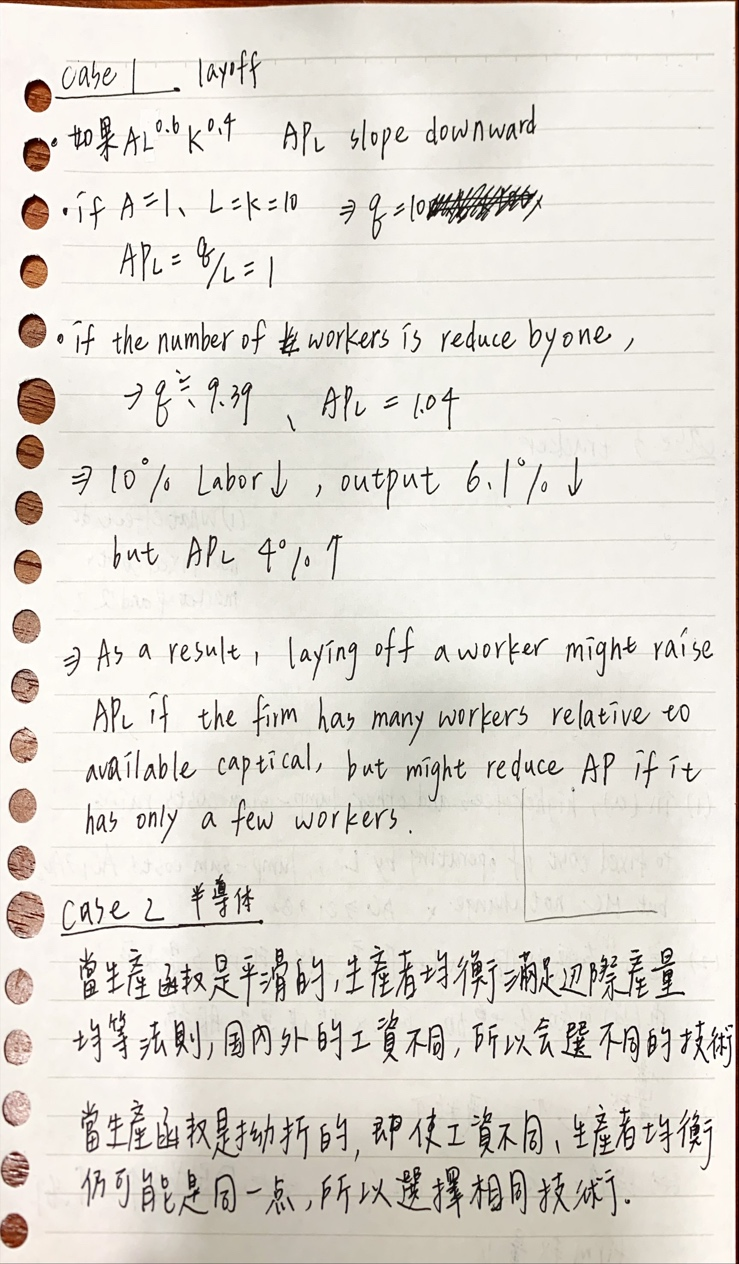 case 1 layoff
• 如果 AL^0.6 K^0.4 APL slope downward
• if A=1、L=K=10 ⇒ q=10
APL = q/L = 1
• if the number of workers is reduce by one,
→ q≒9.39 、APL = 1.04
⇒ 10% Labor↓ , output 6.1% ↓
but APL 4% ↑
⇒ As a result, laying off a worker might raise
APL if the firm has many workers relative to
available captical, but might reduce AP if it
has only a few workers.
case 2 半導体
當生產函数是平滑的,生產者均衡滿足边際產量
均等法則,国内外的工資不同,所以会選不同的技術
當生產函数是拗折的,即使工資不同、生產者均衡
仍可能是同一点,所以選擇相同技術.